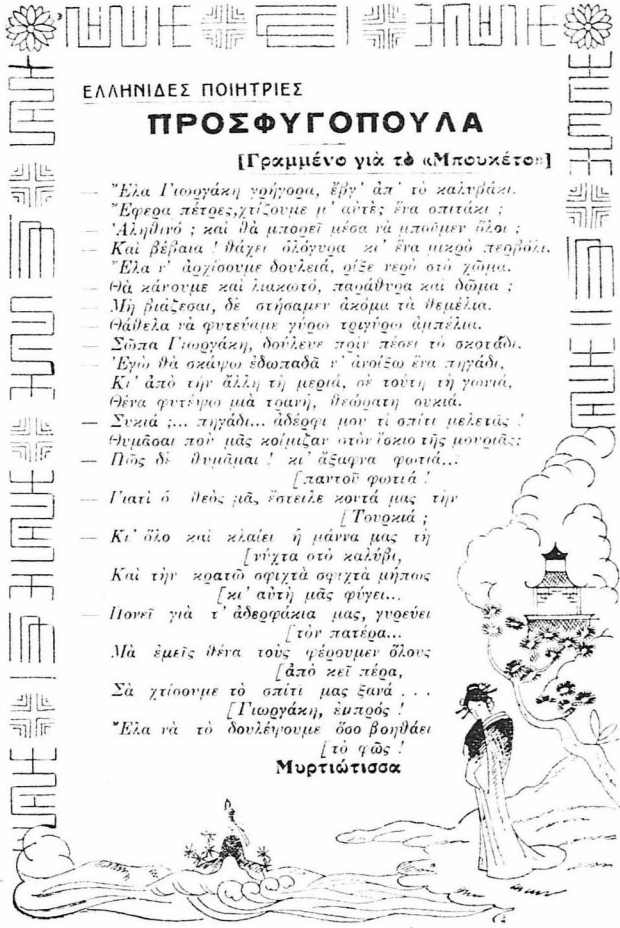 ΕΛΛΗΝΙΔΕΣ ΠΟΙΗΤΡΙΕΣ
ΠΡΟΣΦΥΓΟΠΟΥΛΑ
[Γραμμένο γιὰ τὸ «Μπουκέτο»]
— Ἔλα Γιωργάκη γρήγορα, ἔβγ' ἀπ' τὸ καλυβάκι.
Ἔφερα πέτρες, χτίζουμε μ' αὐτὲς ἕνα σπιτάκι ;
— Ἀληθινό ; καὶ θὰ μπορεῖ μέσα νὰ μποῦμεν ὅλοι ;
— Καὶ βέβαια ! θἄχει ὁλόγυρα κι' ἕνα μικρὸ περβόλι.
Ἔλα ν' ἀρχίσουμε δουλειά, ρίξε νερὸ στὸ χῶμα.
— Θὰ κάνουμε καὶ λιακωτό, παράθυρα καὶ δῶμα ;
— Μὴ βιάζεσαι, δὲ στήσαμεν ἀκόμα τὰ θεμέλια.
— Θἄθελα νὰ φυτεύαμε γύρω τριγύρω ἀμπέλια.
— Σῶπα Γιωργάκη, δούλευε πρὶν πέσει τὸ σκοτάδι.
Ἐγὼ θὰ σκάψω ἐδωπαδὰ ν' ἀνοίξω ἕνα πηγάδι,
Κι' ἀπὸ τὴν ἄλλη τὴ μεριά, σὲ τούτη τὴ γωνιά,
Θένα φυτέψω μιὰ τρανή, θεώρατη συκιά.
— Συκιά ;... πηγάδι... ἀδέρφι μου τί σπίτι μελετᾶς !
Θυμᾶσαι ποὺ μᾶς κοίμιζαν στὸν ἴσκιο τῆς μουριᾶς;
— Πῶς δὲ θυμᾶμαι ! κι' ἄξαφνα φωτιά...
[παντοῦ φωτιά !
— Γιατὶ ὁ θεὸς μᾶς ἔστειλε κοντά μας τὴν
[Τουρκιά ;
— Κι' ὅλο καὶ κλαίει ἡ μάννα μας τὴ
[νύχτα στὸ καλύβι,
Καὶ τὴν κρατῶ σφιχτὰ σφιχτὰ μήπως
[κι' αὐτὴ μᾶς φύγει...
— Πονεῖ γιὰ τ' ἀδερφάκια μας, γυρεύει
[τὸν πατέρα...
Μὰ ἐμεῖς θένα τοὺς φέρουμεν ὅλους
[ἀπὸ κεῖ πέρα,
Σὰ χτίσουμε τὸ σπίτι μας ξανά . . .
[Γιωργάκη, ἐμπρός !
Ἔλα νὰ τὸ δουλέψουμε ὅσο βοηθάει
[τὸ φῶς !
Μυρτιώτισσα